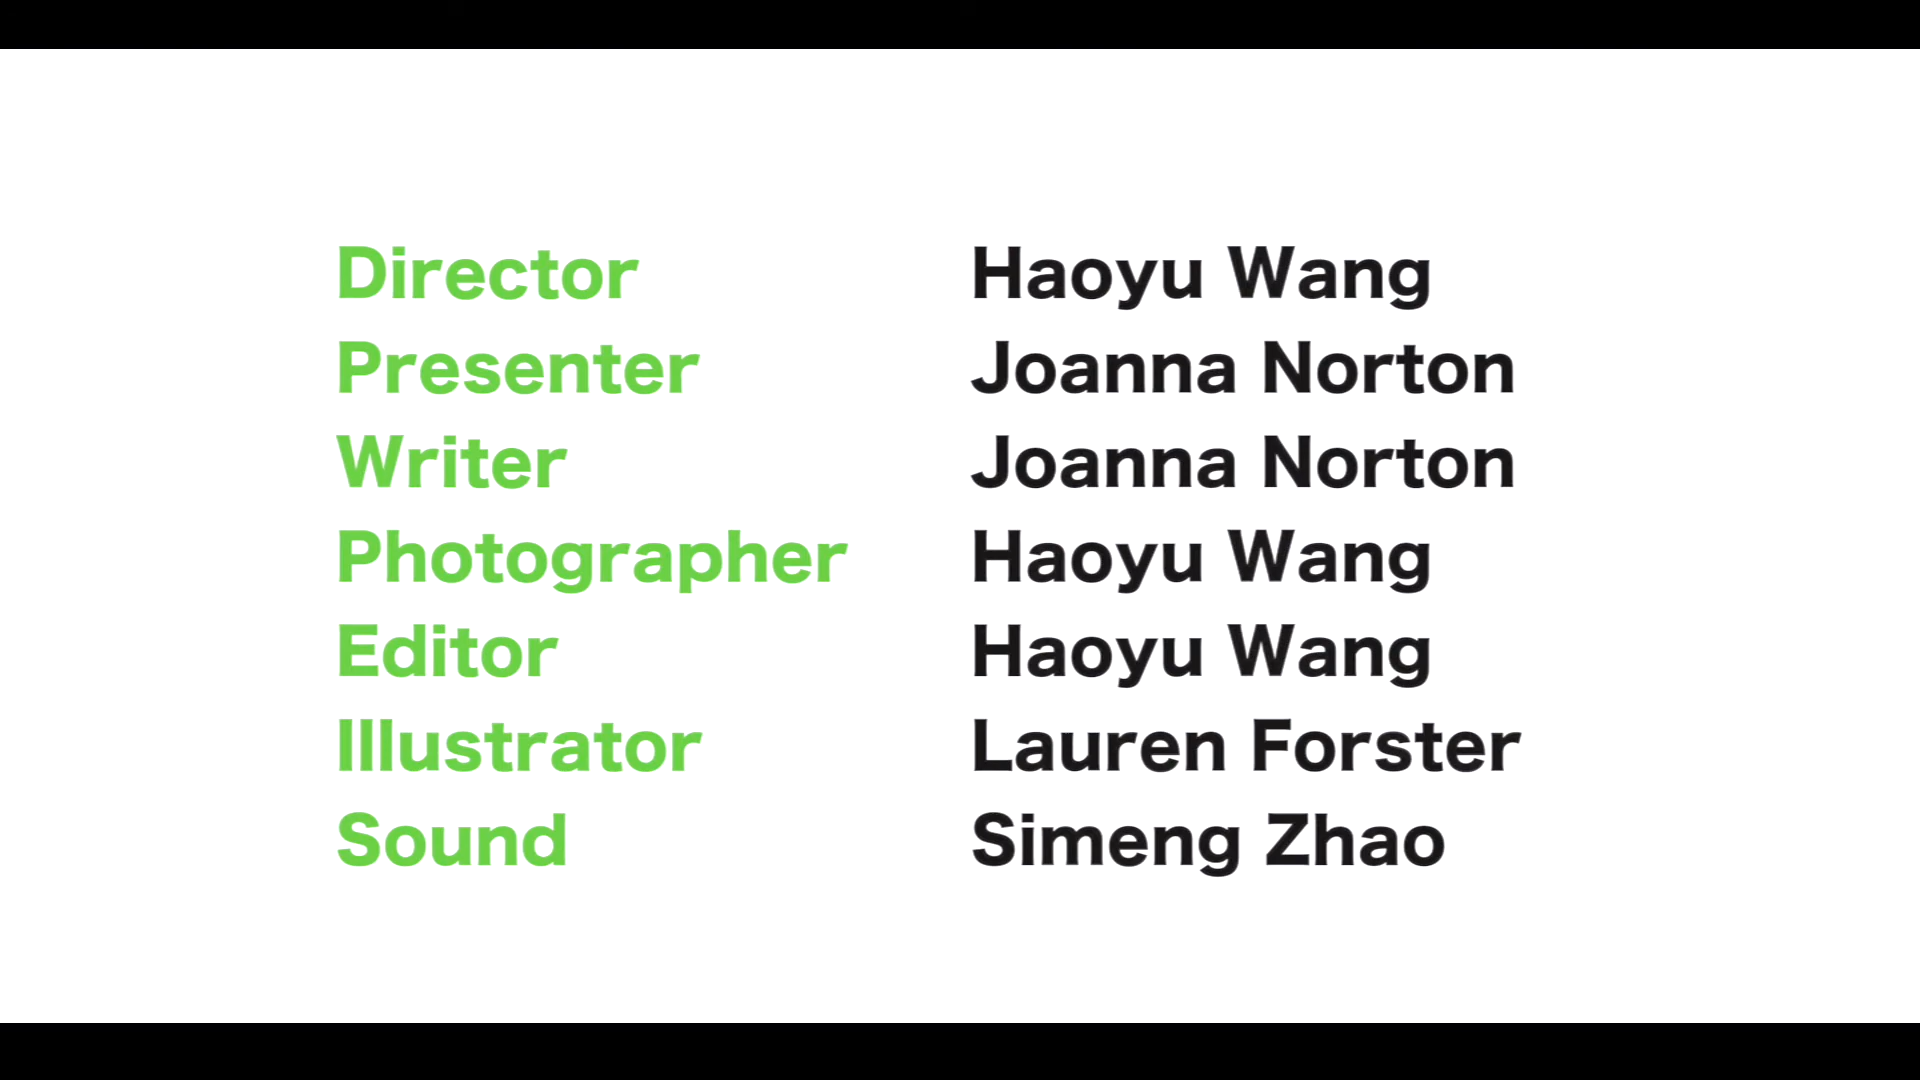 Director Haoyu Wang
Presenter Joanna Norton
Writer Joanna Norton
Photographer Haoyu Wang
Editor Haoyu Wang
Illustrator Lauren Forster
Sound Simeng Zhao